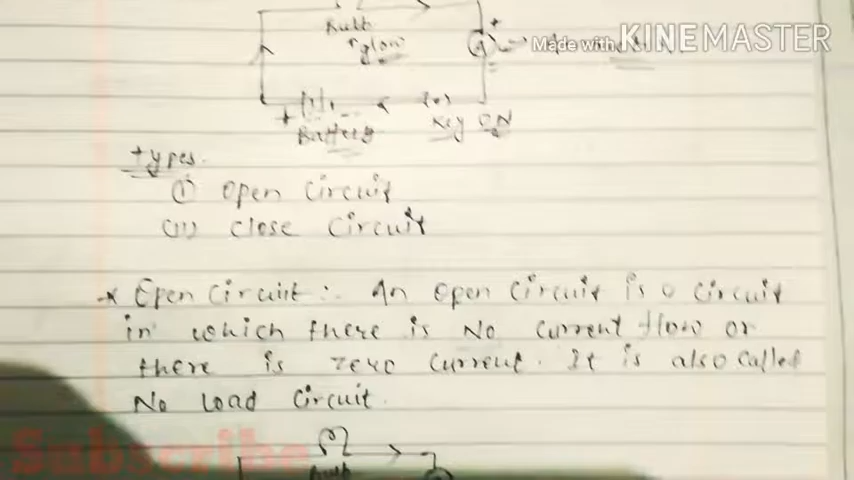 Bulb
glow
+
Made with KINEMASTER
+
Battery
Key ON
types.
(i) Open Circuit
(ii) Close Circuit
* Open Circuit :- An Open Circuit is a Circuit
in which there is No Current flow or
there is zero Current. It is also Called
No Load Circuit.
Subscribe
Bulb